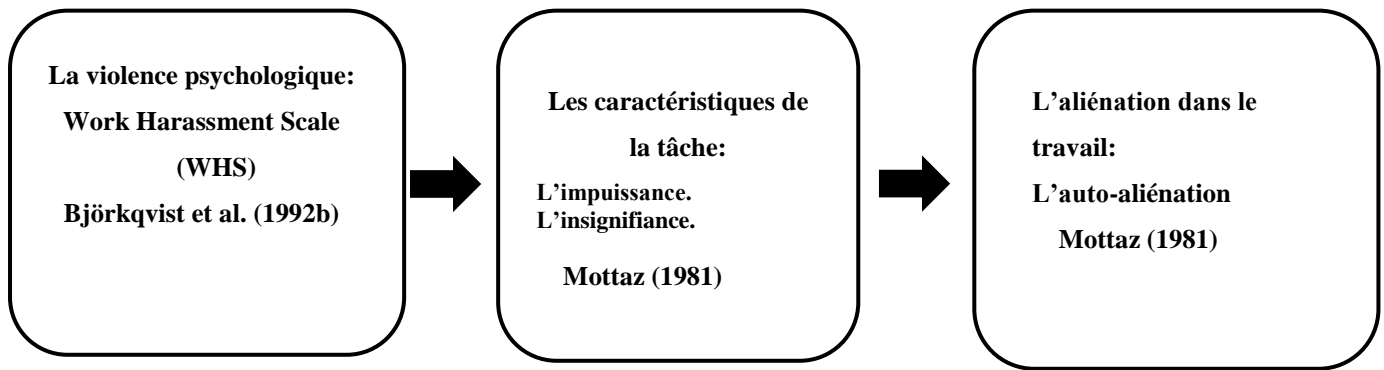 La violence psychologique:
Work Harassment Scale
(WHS)
Björkqvist et al. (1992b)
Les caractéristiques de
la tâche:
L’impuissance.
L’insignifiance.
Mottaz (1981)
L’aliénation dans le
travail:
L’auto-aliénation
Mottaz (1981)